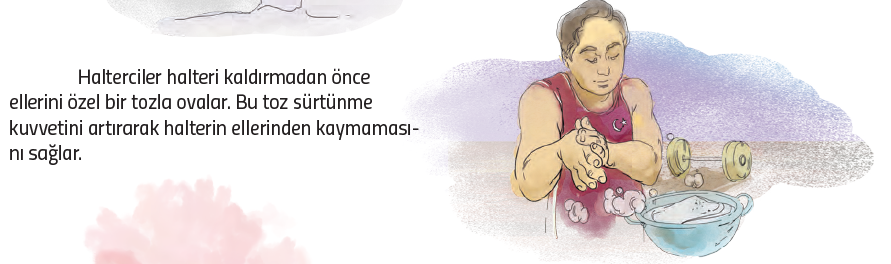 Halterciler halteri kaldırmadan önce
ellerini özel bir tozla ovalar. Bu toz sürtünme
kuvvetini artırarak halterin ellerinden kayması-
nı sağlar.